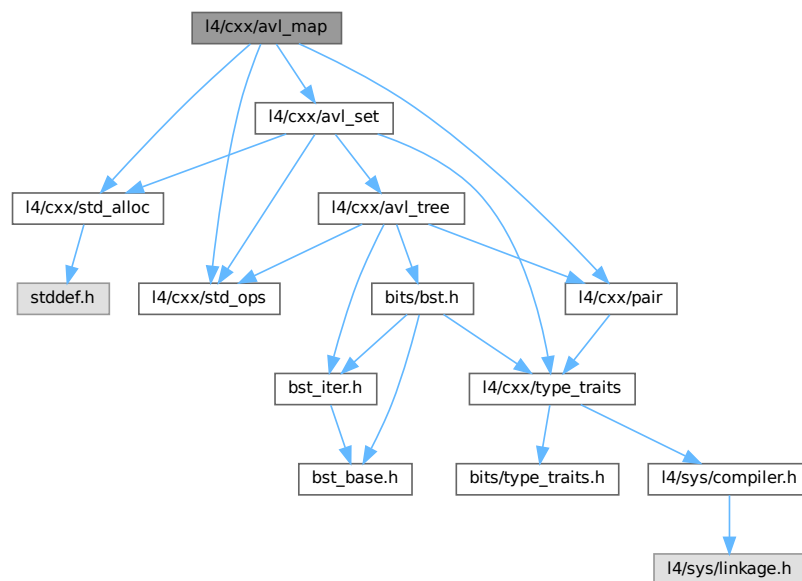 l4/cxx/avl_map
l4/cxx/avl_set
l4/cxx/std_alloc
l4/cxx/avl_tree
stddef.h
l4/cxx/std_ops
bits/bst.h
l4/cxx/pair
bst_iter.h
l4/cxx/type_traits
bst_base.h
bits/type_traits.h
l4/sys/compiler.h
l4/sys/linkage.h